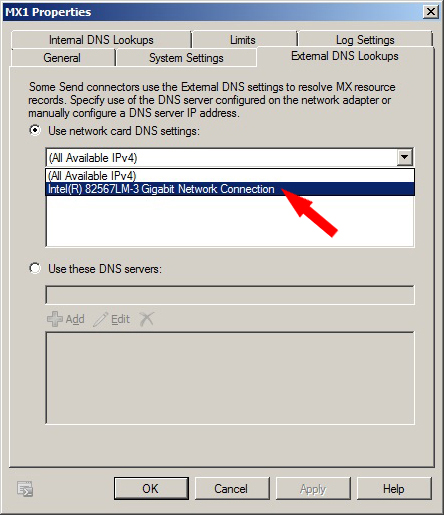 MX1 Properties
Internal DNS Lookups
Limits
Log Settings
General
System Settings
External DNS Lookups
Some Send connectors use the External DNS settings to resolve MX resource
records. Specify use of the DNS server configured on the network adapter or
manually configure a DNS server IP address.
Use network card DNS settings:
(All Available IPv4)
(All Available IPv4)
Intel(R) 82567LM-3 Gigabit Network Connection
Use these DNS servers:
Add
Edit
OK
Cancel
Apply
Help